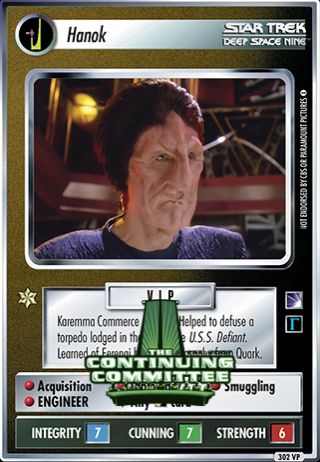 Hanok
STAR TREK
DEEP SPACE NINE
NOT ENDORSED BY CBS OR PARAMOUNT PICTURES
V.I.P.
Karemma Commerce Helped to defuse a
torpedo lodged in the U.S.S. Defiant.
Learned of Ferengi Quark.
THE
CONTINUING
COMMITTEE
Acquisition Smuggling
ENGINEER Any
INTEGRITY 7 CUNNING 7 STRENGTH 6
302 VP